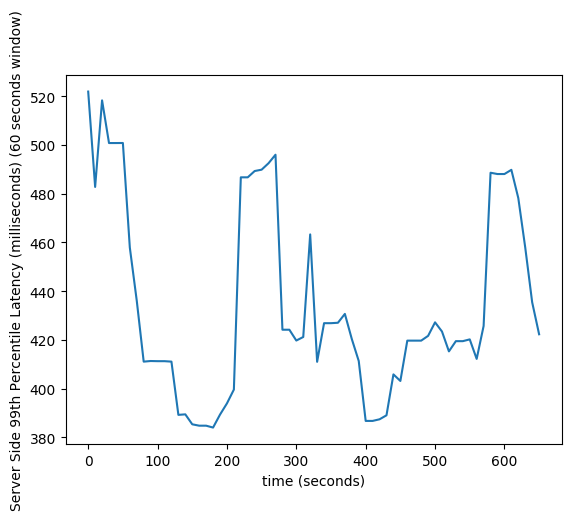 Server Side 99th Percentile Latency (milliseconds) (60 seconds window)
520
500
480
460
440
420
400
380
0 100 200 300 400 500 600
time (seconds)